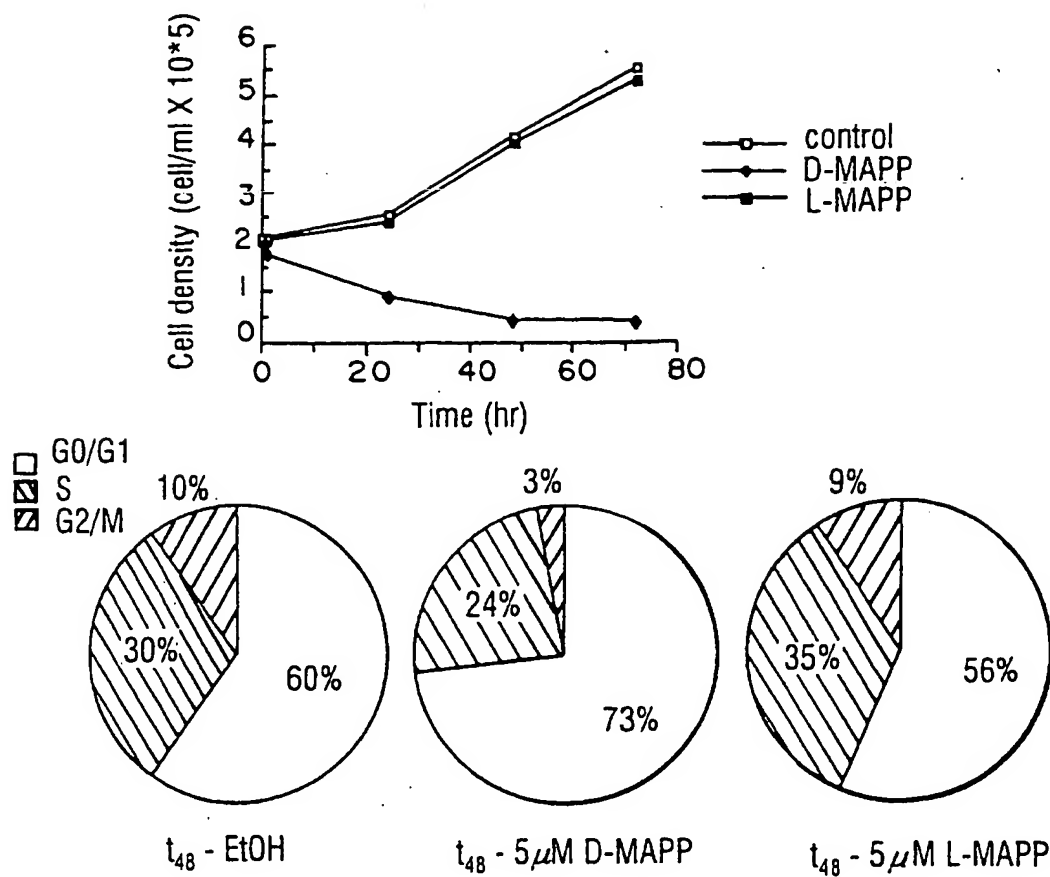 Cell density (cell/ml X 10*5)
6
5
4
3
2
1
0
0 20 40 60 80
Time (hr)
control
D-MAPP
L-MAPP
G0/G1
S
G2/M
10%
30%
60%
t48 - EtOH
3%
24%
73%
t48 - 5μM D-MAPP
9%
35%
56%
t48 - 5μM L-MAPP